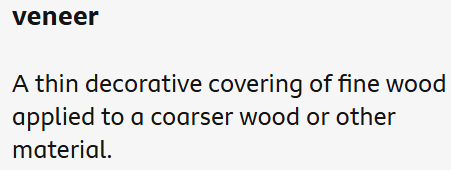 veneer
A thin decorative covering of fine wood
applied to a coarser wood or other
material.